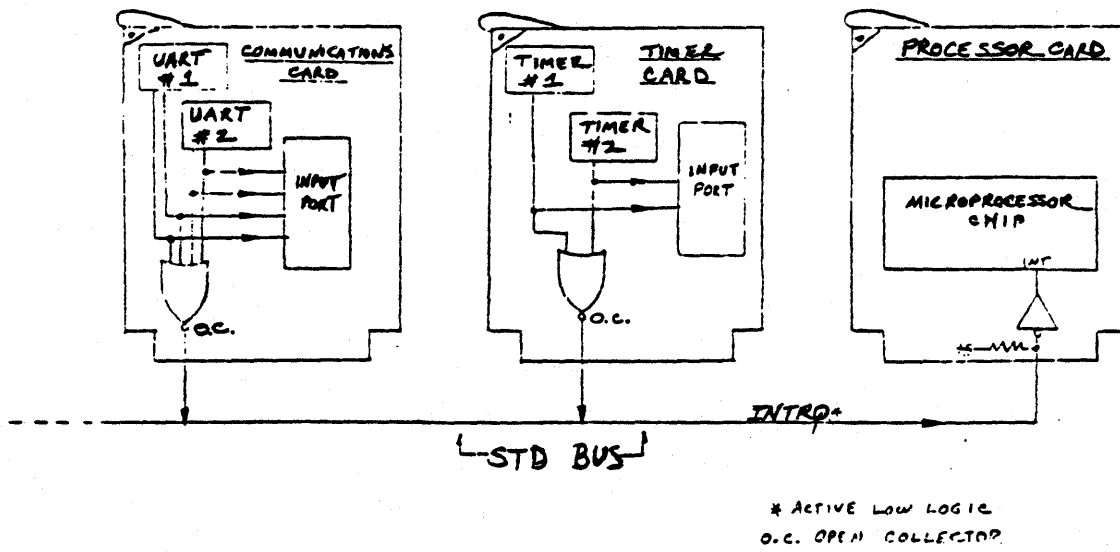 COMMUNICATIONS
CARD
UART
#1
UART
#2
INPUT
PORT
O.C.
TIMER
CARD
TIMER
#1
TIMER
#2
INPUT
PORT
O.C.
PROCESSOR CARD
MICROPROCESSOR
CHIP
INT
INTRQ*
STD BUS
* ACTIVE LOW LOGIC
O.C. OPEN COLLECTOR